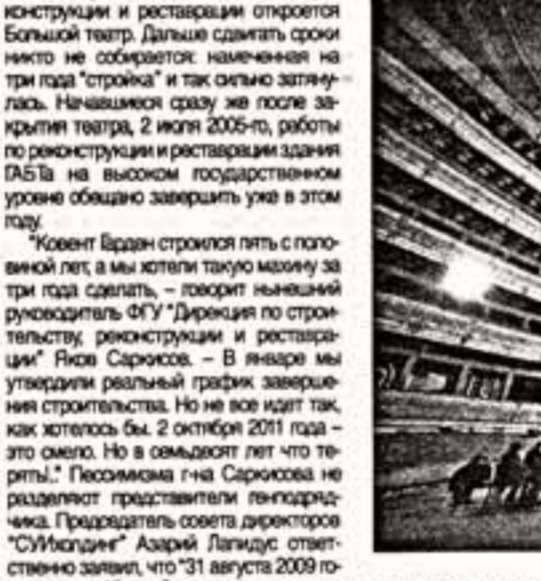 конструкции и реставрации откроется
Большой театр. Дальше сдвигать сроки
никто не собирается: намеченная на
три года "стройка" и так сильно затяну-
лась. Начавшиеся сразу же после за-
крытия театра, 2 июля 2005-го, работы
по реконструкции и реставрации здания
ГАБТа на высоком государственном
уровне обещано завершить уже в этом
году.
"Ковент Гарден строился пять с поло-
виной лет, а мы хотели такую махину за
три года сделать, – говорит нынешний
руководитель ФГУ "Дирекция по строи-
тельству, реконструкции и реставра-
ции" Яков Саркисов. – В январе мы
утвердили реальный график заверше-
ния строительства. Но не все идет так,
как хотелось бы. 2 октября 2011 года –
это смело. Но в семьдесят лет что те-
рять!.." Пессимизма г-на Саркисова не
разделяют представители генподряд-
чика. Председатель совета директоров
"СУИхолдинг" Азарий Лапидус ответ-
ственно заявил, что "31 августа 2009 го-